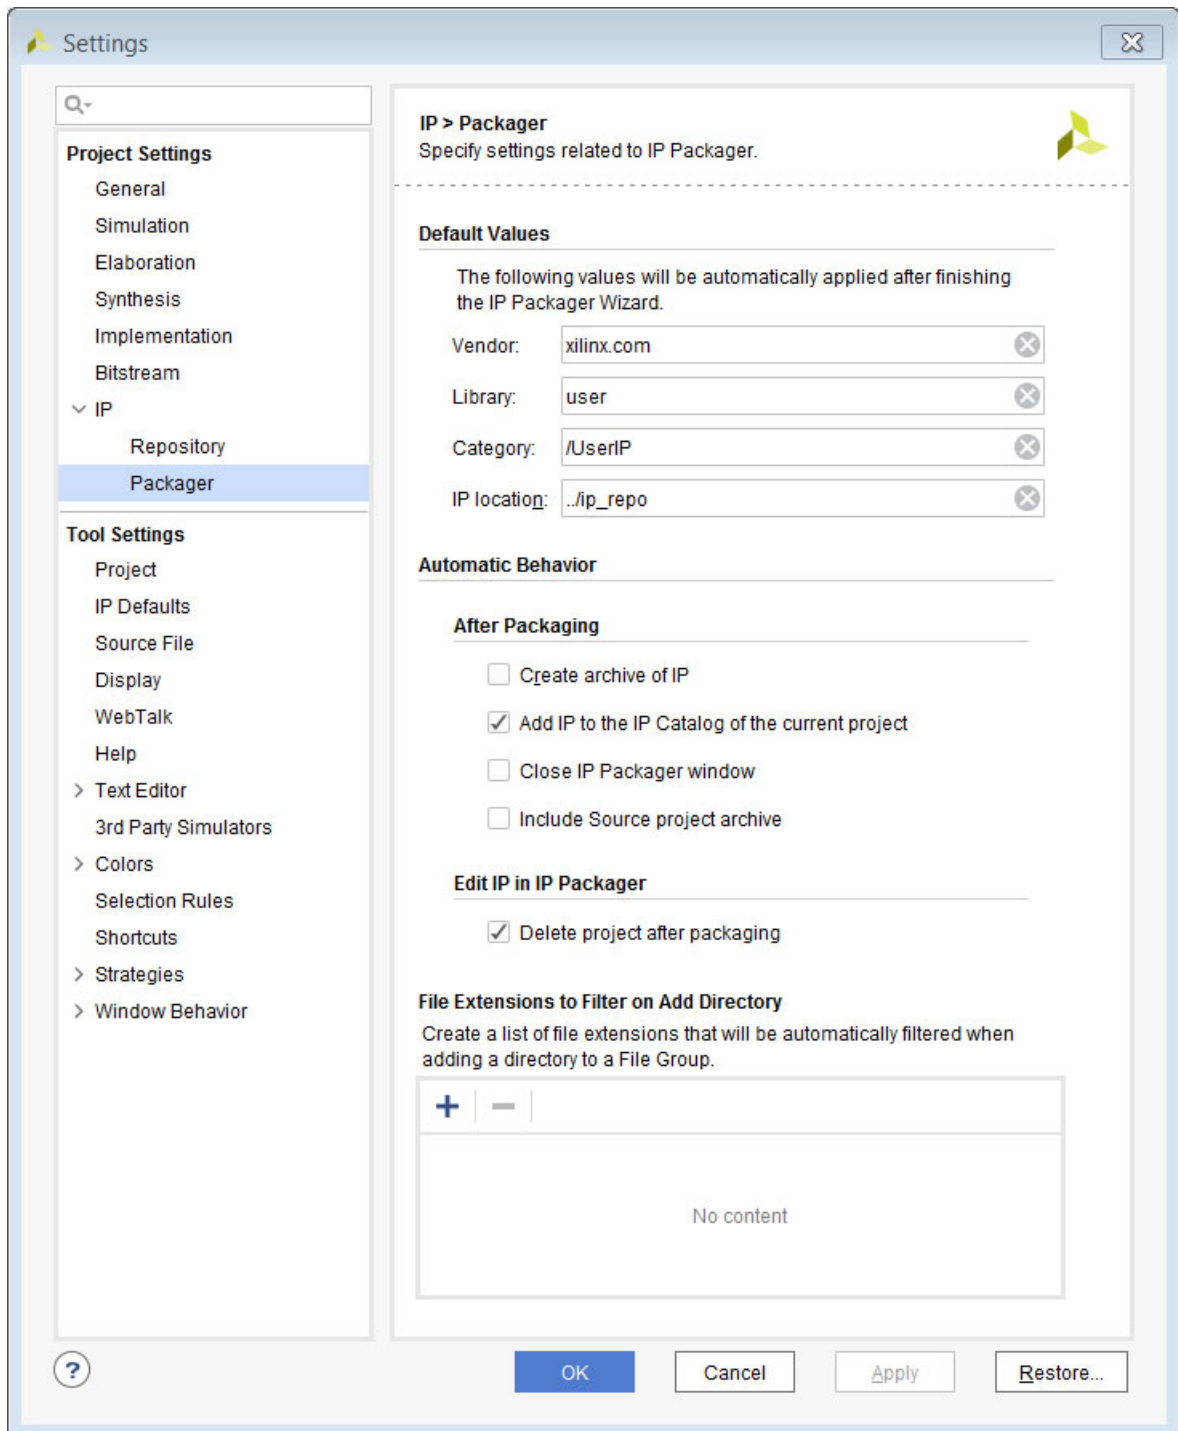 Settings
Project Settings
General
Simulation
Elaboration
Synthesis
Implementation
Bitstream
IP
Repository
Packager
Tool Settings
Project
IP Defaults
Source File
Display
WebTalk
Help
Text Editor
3rd Party Simulators
Colors
Selection Rules
Shortcuts
Strategies
Window Behavior
IP > Packager
Specify settings related to IP Packager.
Default Values
The following values will be automatically applied after finishing
the IP Packager Wizard.
Vendor: xilinx.com
Library: user
Category: /UserIP
IP location: ../ip_repo
Automatic Behavior
After Packaging
Create archive of IP
Add IP to the IP Catalog of the current project
Close IP Packager window
Include Source project archive
Edit IP in IP Packager
Delete project after packaging
File Extensions to Filter on Add Directory
Create a list of file extensions that will be automatically filtered when
adding a directory to a File Group.
No content
? OK Cancel Apply Restore...